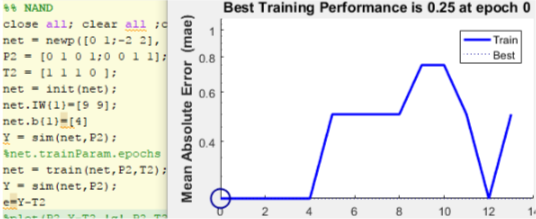 %% NAND
close all; clear all ;c
net = newp([0 1;-2 2],
P2 = [0 1 0 1;0 0 1 1];
T2 = [1 1 1 0 ];
net = init(net);
net.IW{1}=[9 9];
net.b{1}=[4]
Y = sim(net,P2);
%net.trainParam.epochs
net = train(net,P2,T2);
Y = sim(net,P2);
e=Y-T2
Best Training Performance is 0.25 at epoch 0
Mean Absolute Error (mae)
1
0.8
0.6
0.4
Train
Best
0 2 4 6 8 10 12 14